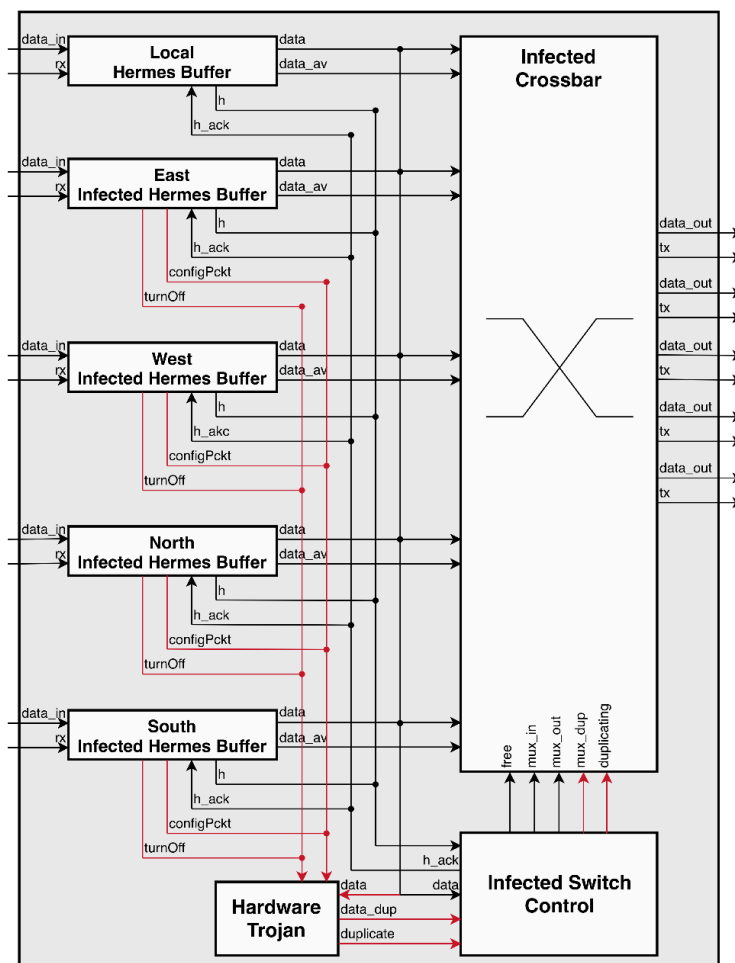 data_in
rx
Local
Hermes Buffer
data
data_av
h
h_ack
Infected
Crossbar
data_in
rx
East
Infected Hermes Buffer
data
data_av
h
h_ack
configPckt
turnOff
data_in
rx
West
Infected Hermes Buffer
data
data_av
h
h_akc
configPckt
turnOff
data_in
rx
North
Infected Hermes Buffer
data
data_av
h
h_ack
configPckt
turnOff
data_in
rx
South
Infected Hermes Buffer
data
data_av
h
h_ack
configPckt
turnOff
data_out
tx
data_out
tx
data_out
tx
data_out
tx
data_out
tx
free
mux_in
mux_out
mux_dup
duplicating
Hardware
Trojan
data
data_dup
duplicate
h_ack
data
Infected Switch
Control